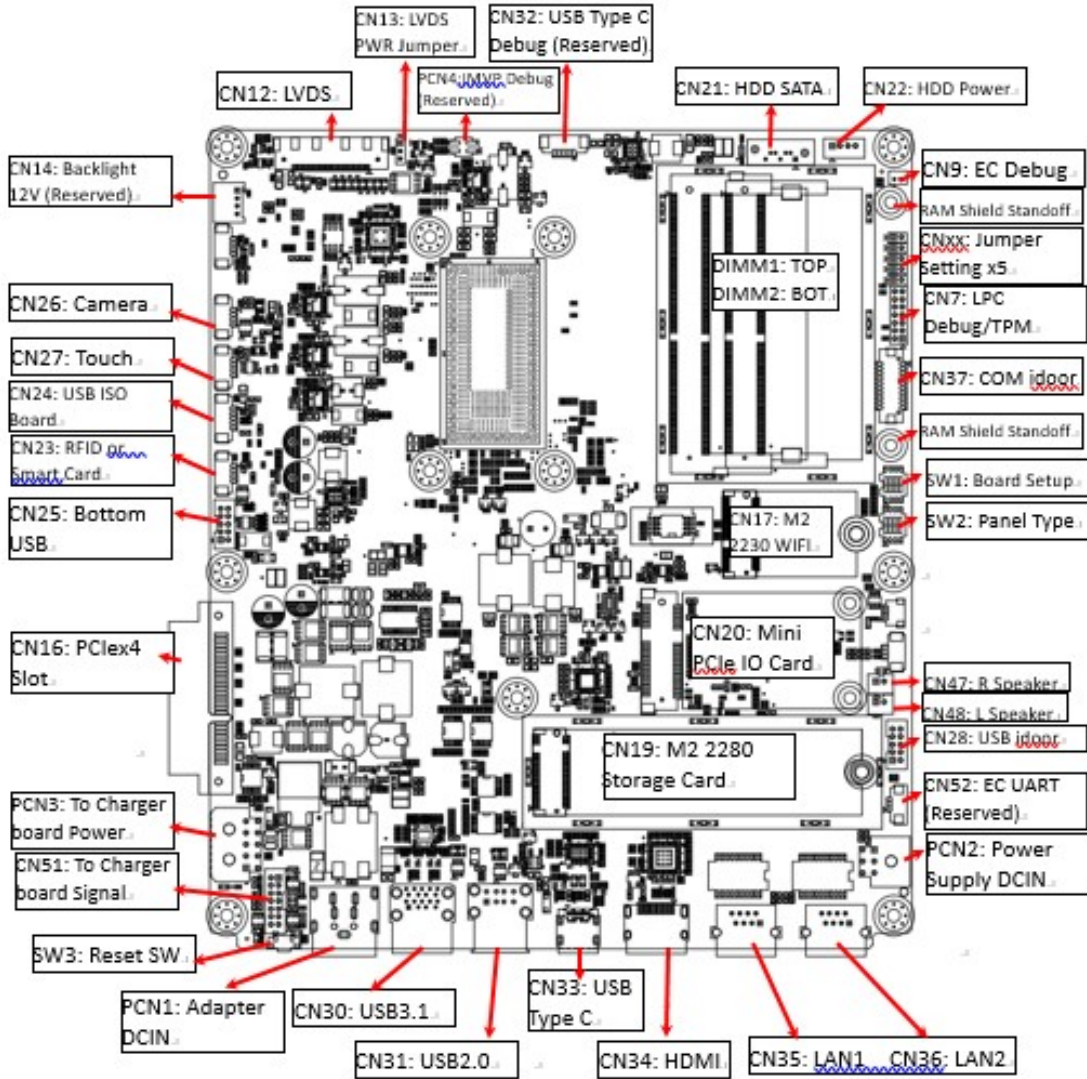 CN13: LVDS
PWR Jumper
CN32: USB Type C
Debug (Reserved)
PCN4:IMVP Debug
(Reserved)
CN12: LVDS
CN21: HDD SATA
CN22: HDD Power
CN14: Backlight
12V (Reserved)
CN9: EC Debug
RAM Shield Standoff
CNxx: Jumper
Setting x5
DIMM1: TOP
DIMM2: BOT
CN26: Camera
CN7: LPC
Debug/TPM
CN27: Touch
CN37: COM idoor
CN24: USB ISO
Board
RAM Shield Standoff
CN23: RFID or
Smart Card
SW1: Board Setup
CN25: Bottom
USB
CN17: M2
2230 WIFI
SW2: Panel Type
CN16: PCIex4
Slot
CN20: Mini
PCIe IO Card
CN47: R Speaker
CN48: L Speaker
CN28: USB idoor
CN19: M2 2280
Storage Card
CN52: EC UART
(Reserved)
PCN3: To Charger
board Power
PCN2: Power
Supply DCIN
CN51: To Charger
board Signal
SW3: Reset SW
PCN1: Adapter
DCIN
CN30: USB3.1
CN33: USB
Type C
CN31: USB2.0
CN34: HDMI
CN35: LAN1 CN36: LAN2